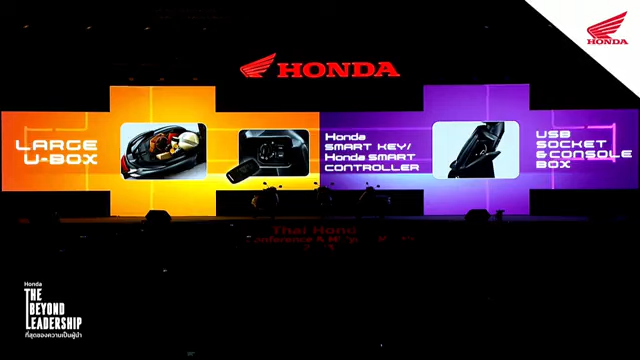 HONDA
HONDA
LARGE
U-BOX
Honda
SMART KEY/
Honda SMART
CONTROLLER
USB
SOCKET
& CONSOLE
BOX
Thai Hond
Conference &
Honda
THE
BEYOND
LEADERSHIP
ที่สุดของความเป็นผู้นำ